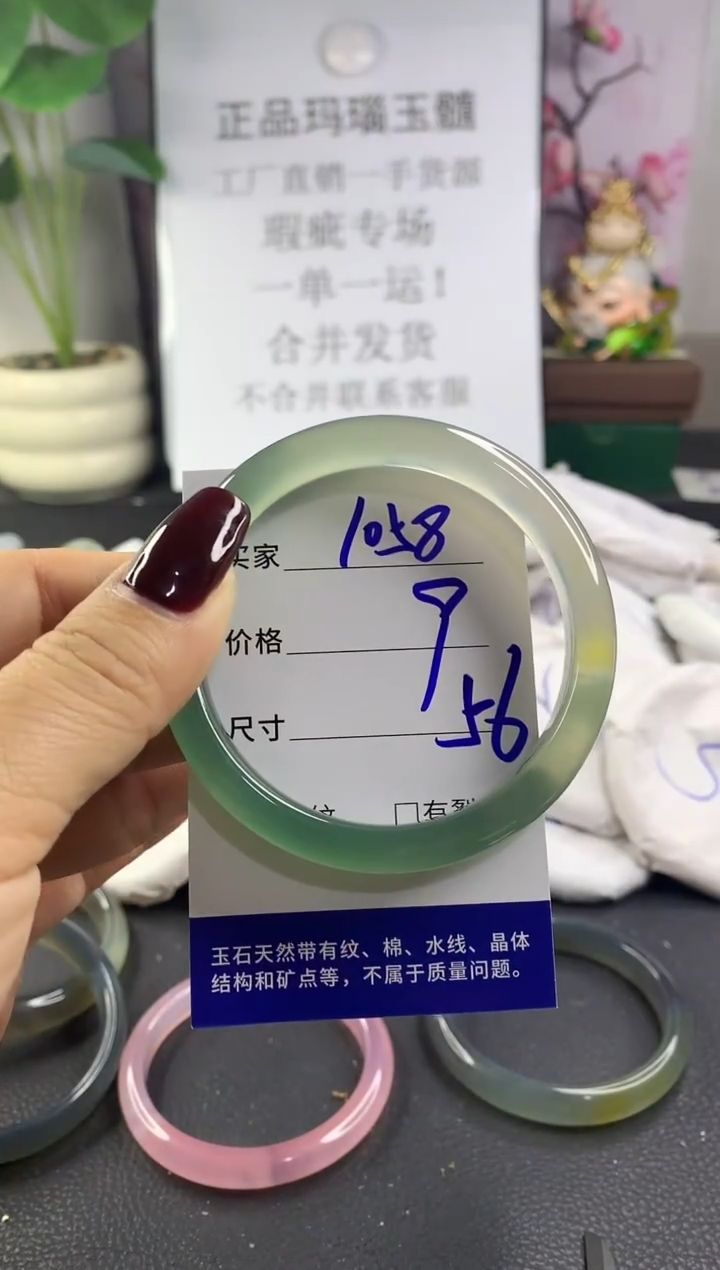 正品玛瑙玉髓
工厂直销一手货源
瑕疵专场
一单一运！
合并发货
不合并联系客服
买家 1058
价格 9
尺寸 56
纹 □有裂
玉石天然带有纹、棉、水线、晶体
结构和矿点等，不属于质量问题。